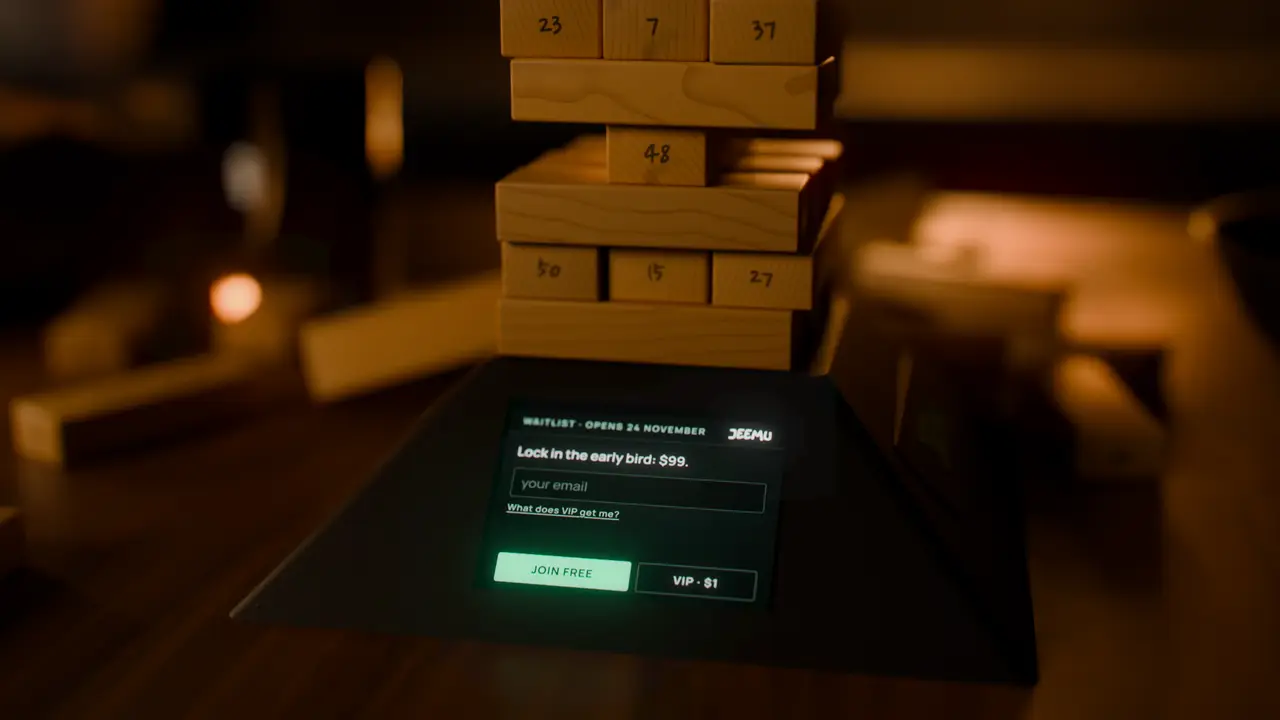 23 7 37
48
50 15 27
WAITLIST · OPENS 24 NOVEMBER
JEEMU
Lock in the early bird: $99.
your email
What does VIP get me?
JOIN FREE
VIP · $1